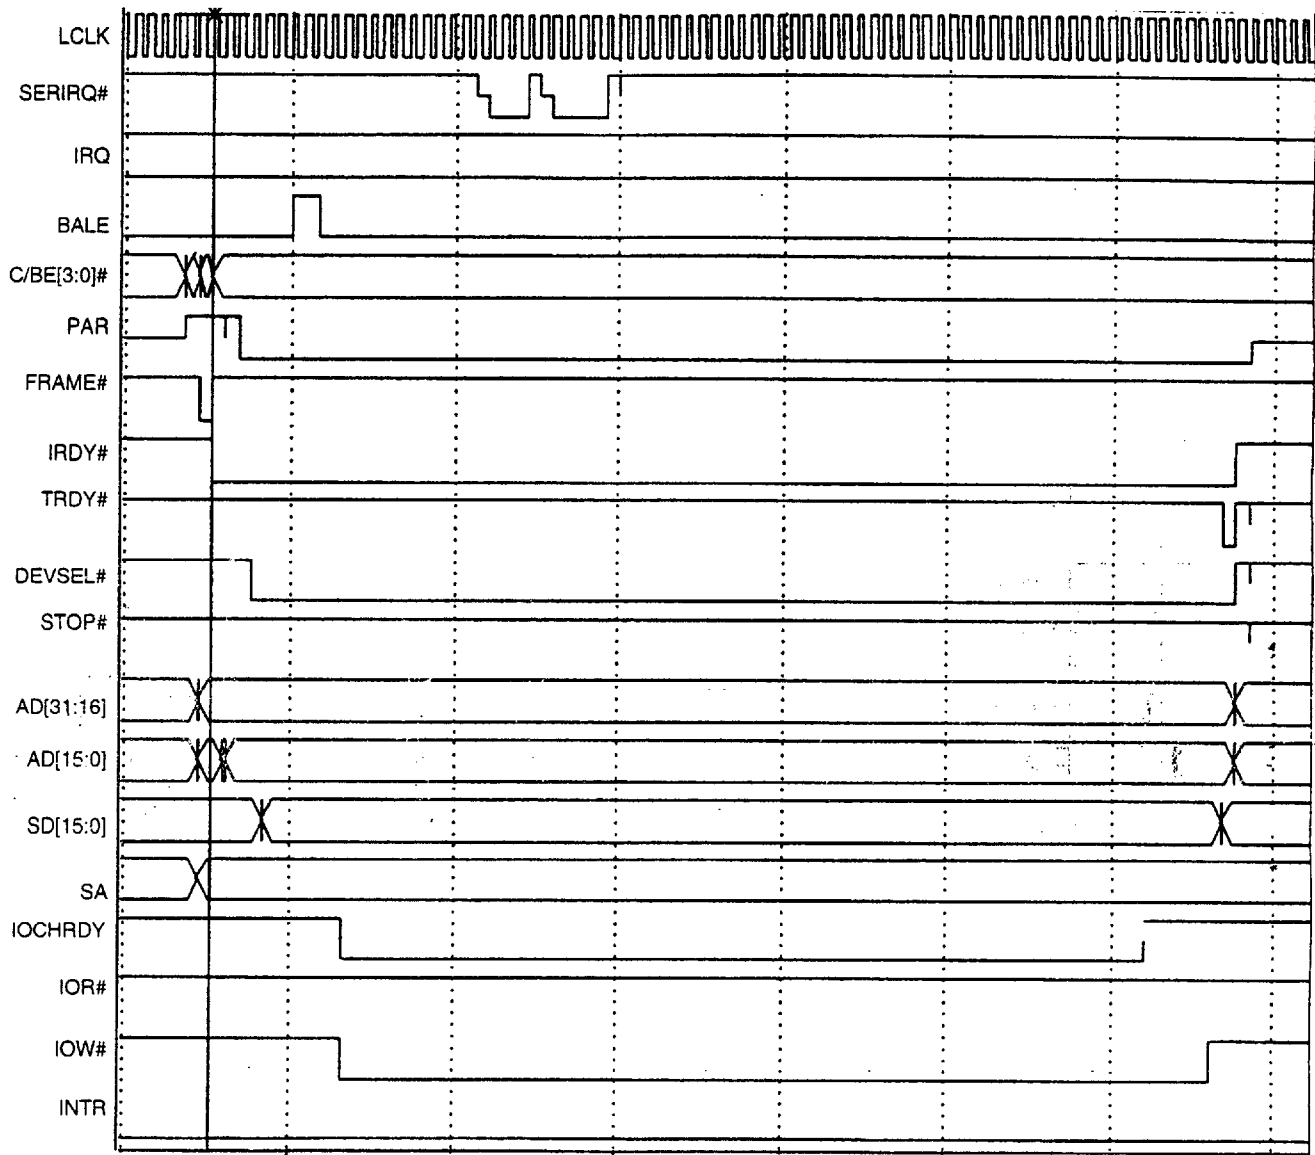 LCLK
SERIRQ#
IRQ
BALE
C/BE[3:0]#
PAR
FRAME#
IRDY#
TRDY#
DEVSEL#
STOP#
AD[31:16]
AD[15:0]
SD[15:0]
SA
IOCHRDY
IOR#
IOW#
INTR